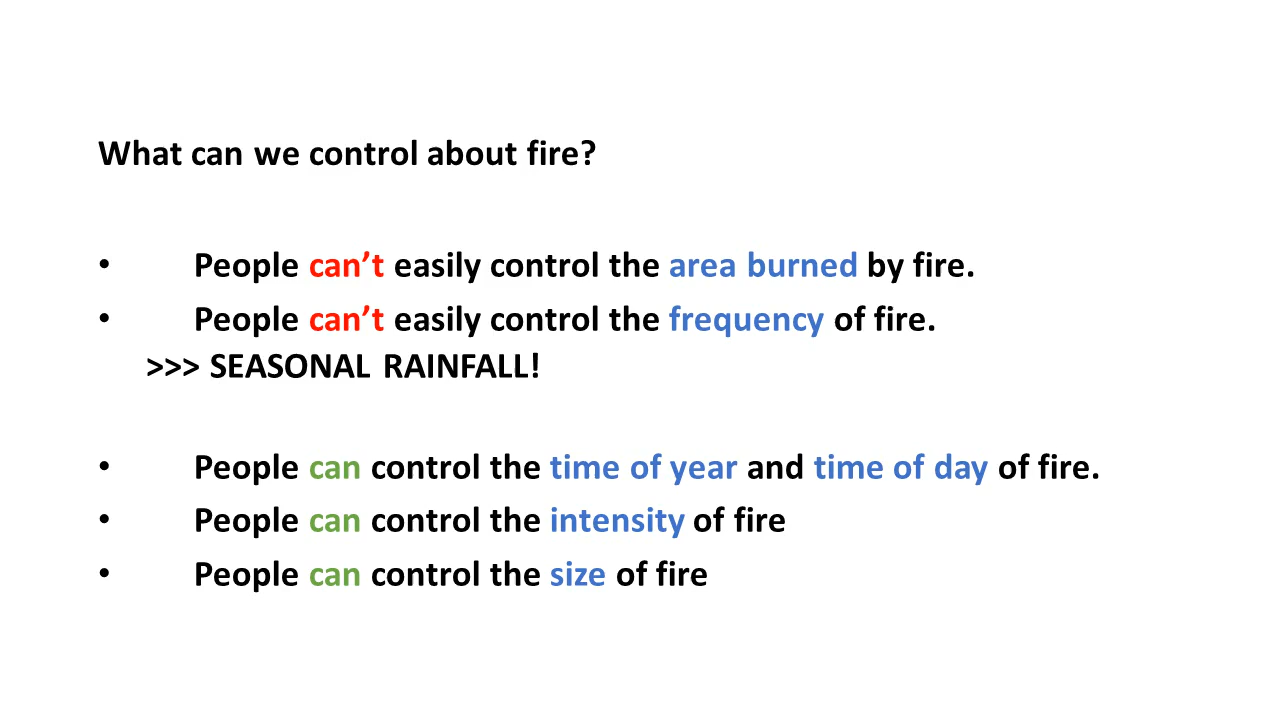 What can we control about fire?
• People can’t easily control the area burned by fire.
• People can’t easily control the frequency of fire.
>>> SEASONAL RAINFALL!
• People can control the time of year and time of day of fire.
• People can control the intensity of fire
• People can control the size of fire